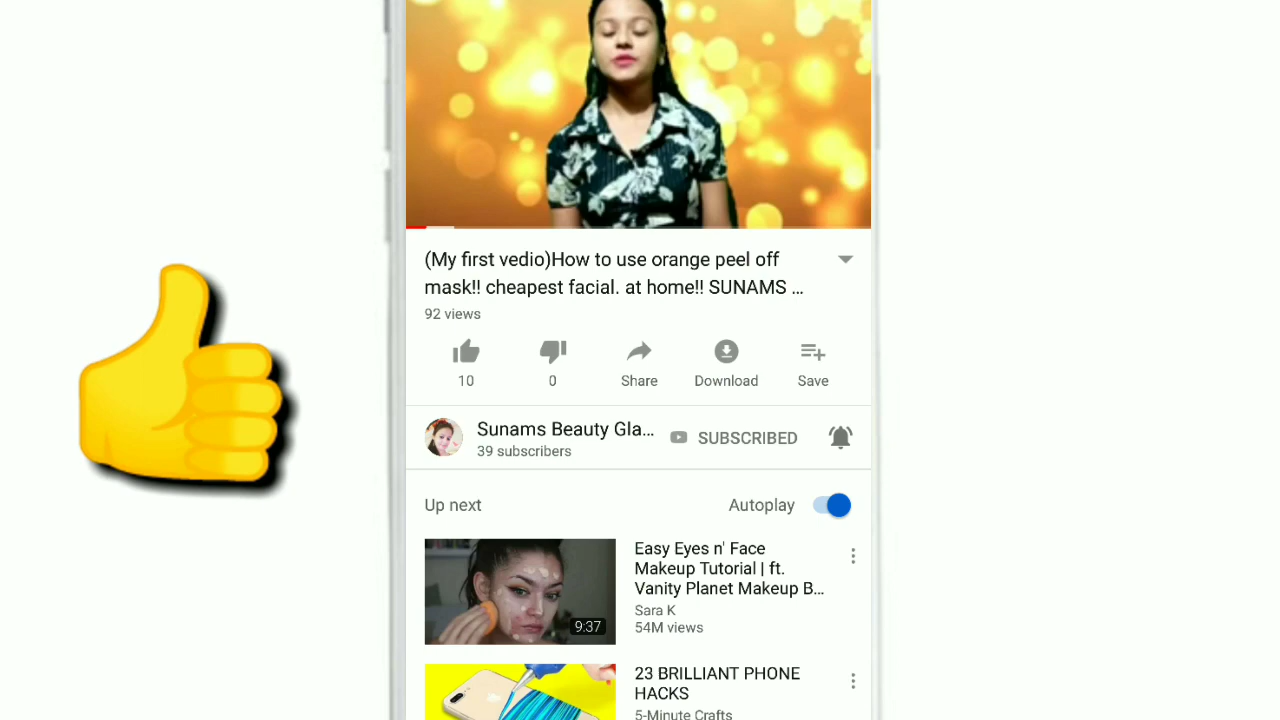 (My first vedio)How to use orange peel off
mask!! cheapest facial. at home!! SUNAMS ...
92 views
10
0
Share
Download
Save
Sunams Beauty Gla...
SUBSCRIBED
39 subscribers
Up next
Autoplay
Easy Eyes n' Face
Makeup Tutorial | ft.
Vanity Planet Makeup B...
Sara K
54M views
9:37
23 BRILLIANT PHONE
HACKS
5-Minute Crafts